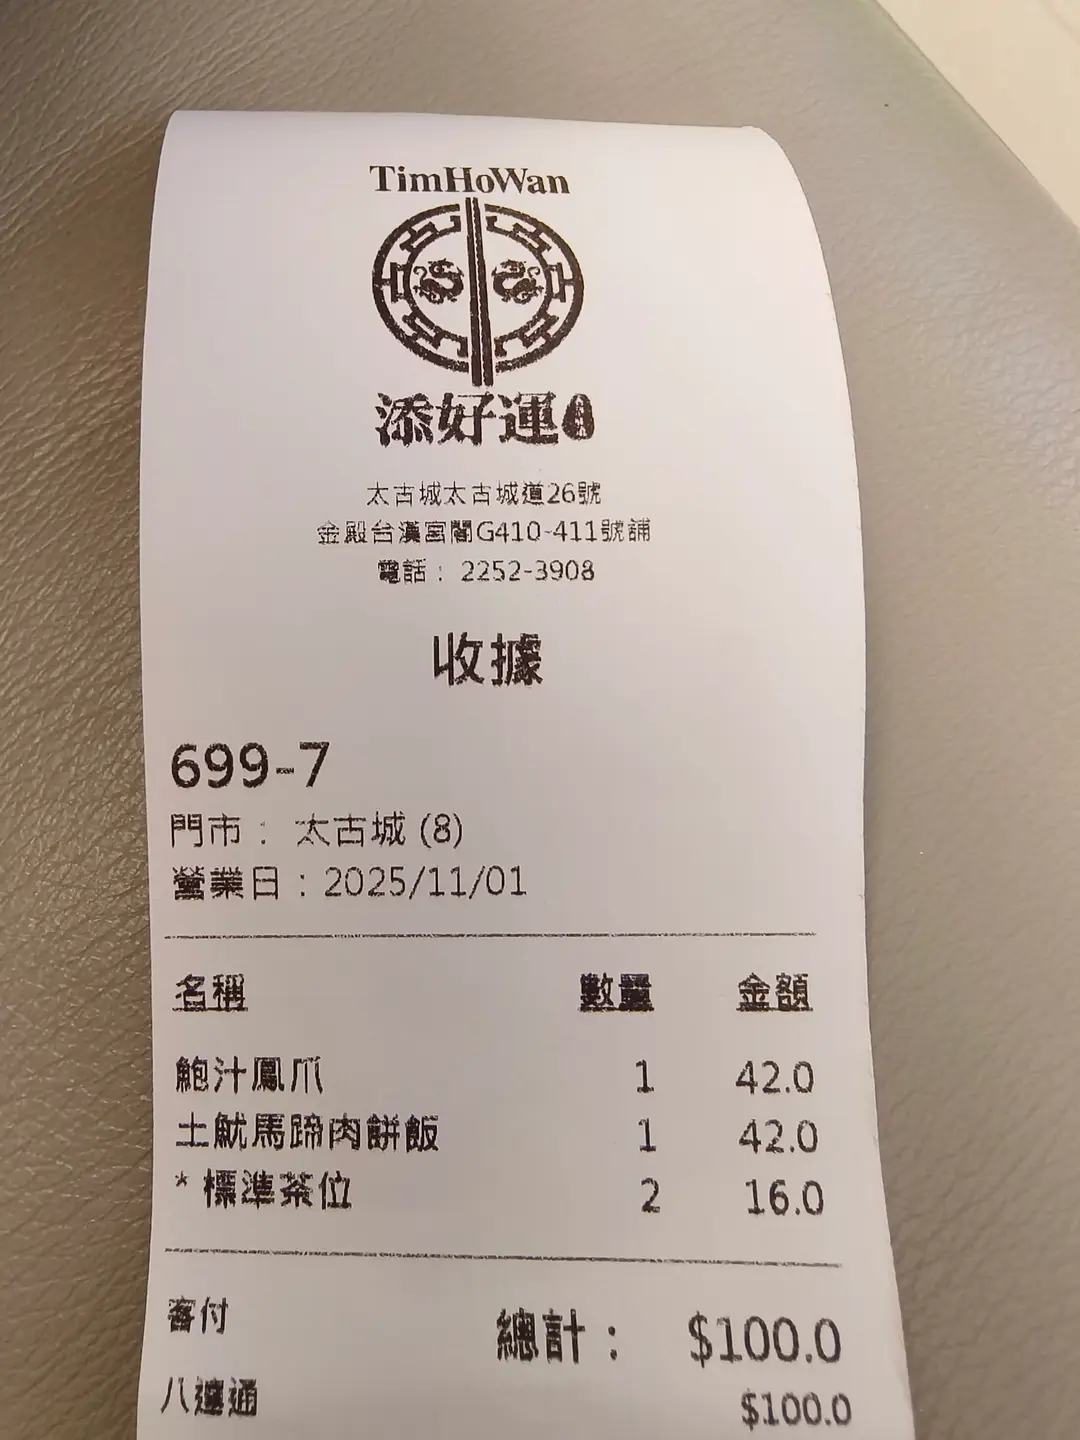 TimHoWan
添好運
太古城太古城道26號
金殿台漢宮閣G410-411號舖
電話： 2252-3908
收據
699-7
門市： 太古城 (8)
營業日：2025/11/01
名稱 數量 金額
鮑汁鳳爪 1 42.0
土魷馬蹄肉餅飯 1 42.0
* 標準茶位 2 16.0
客付 總計： $100.0
八達通 $100.0